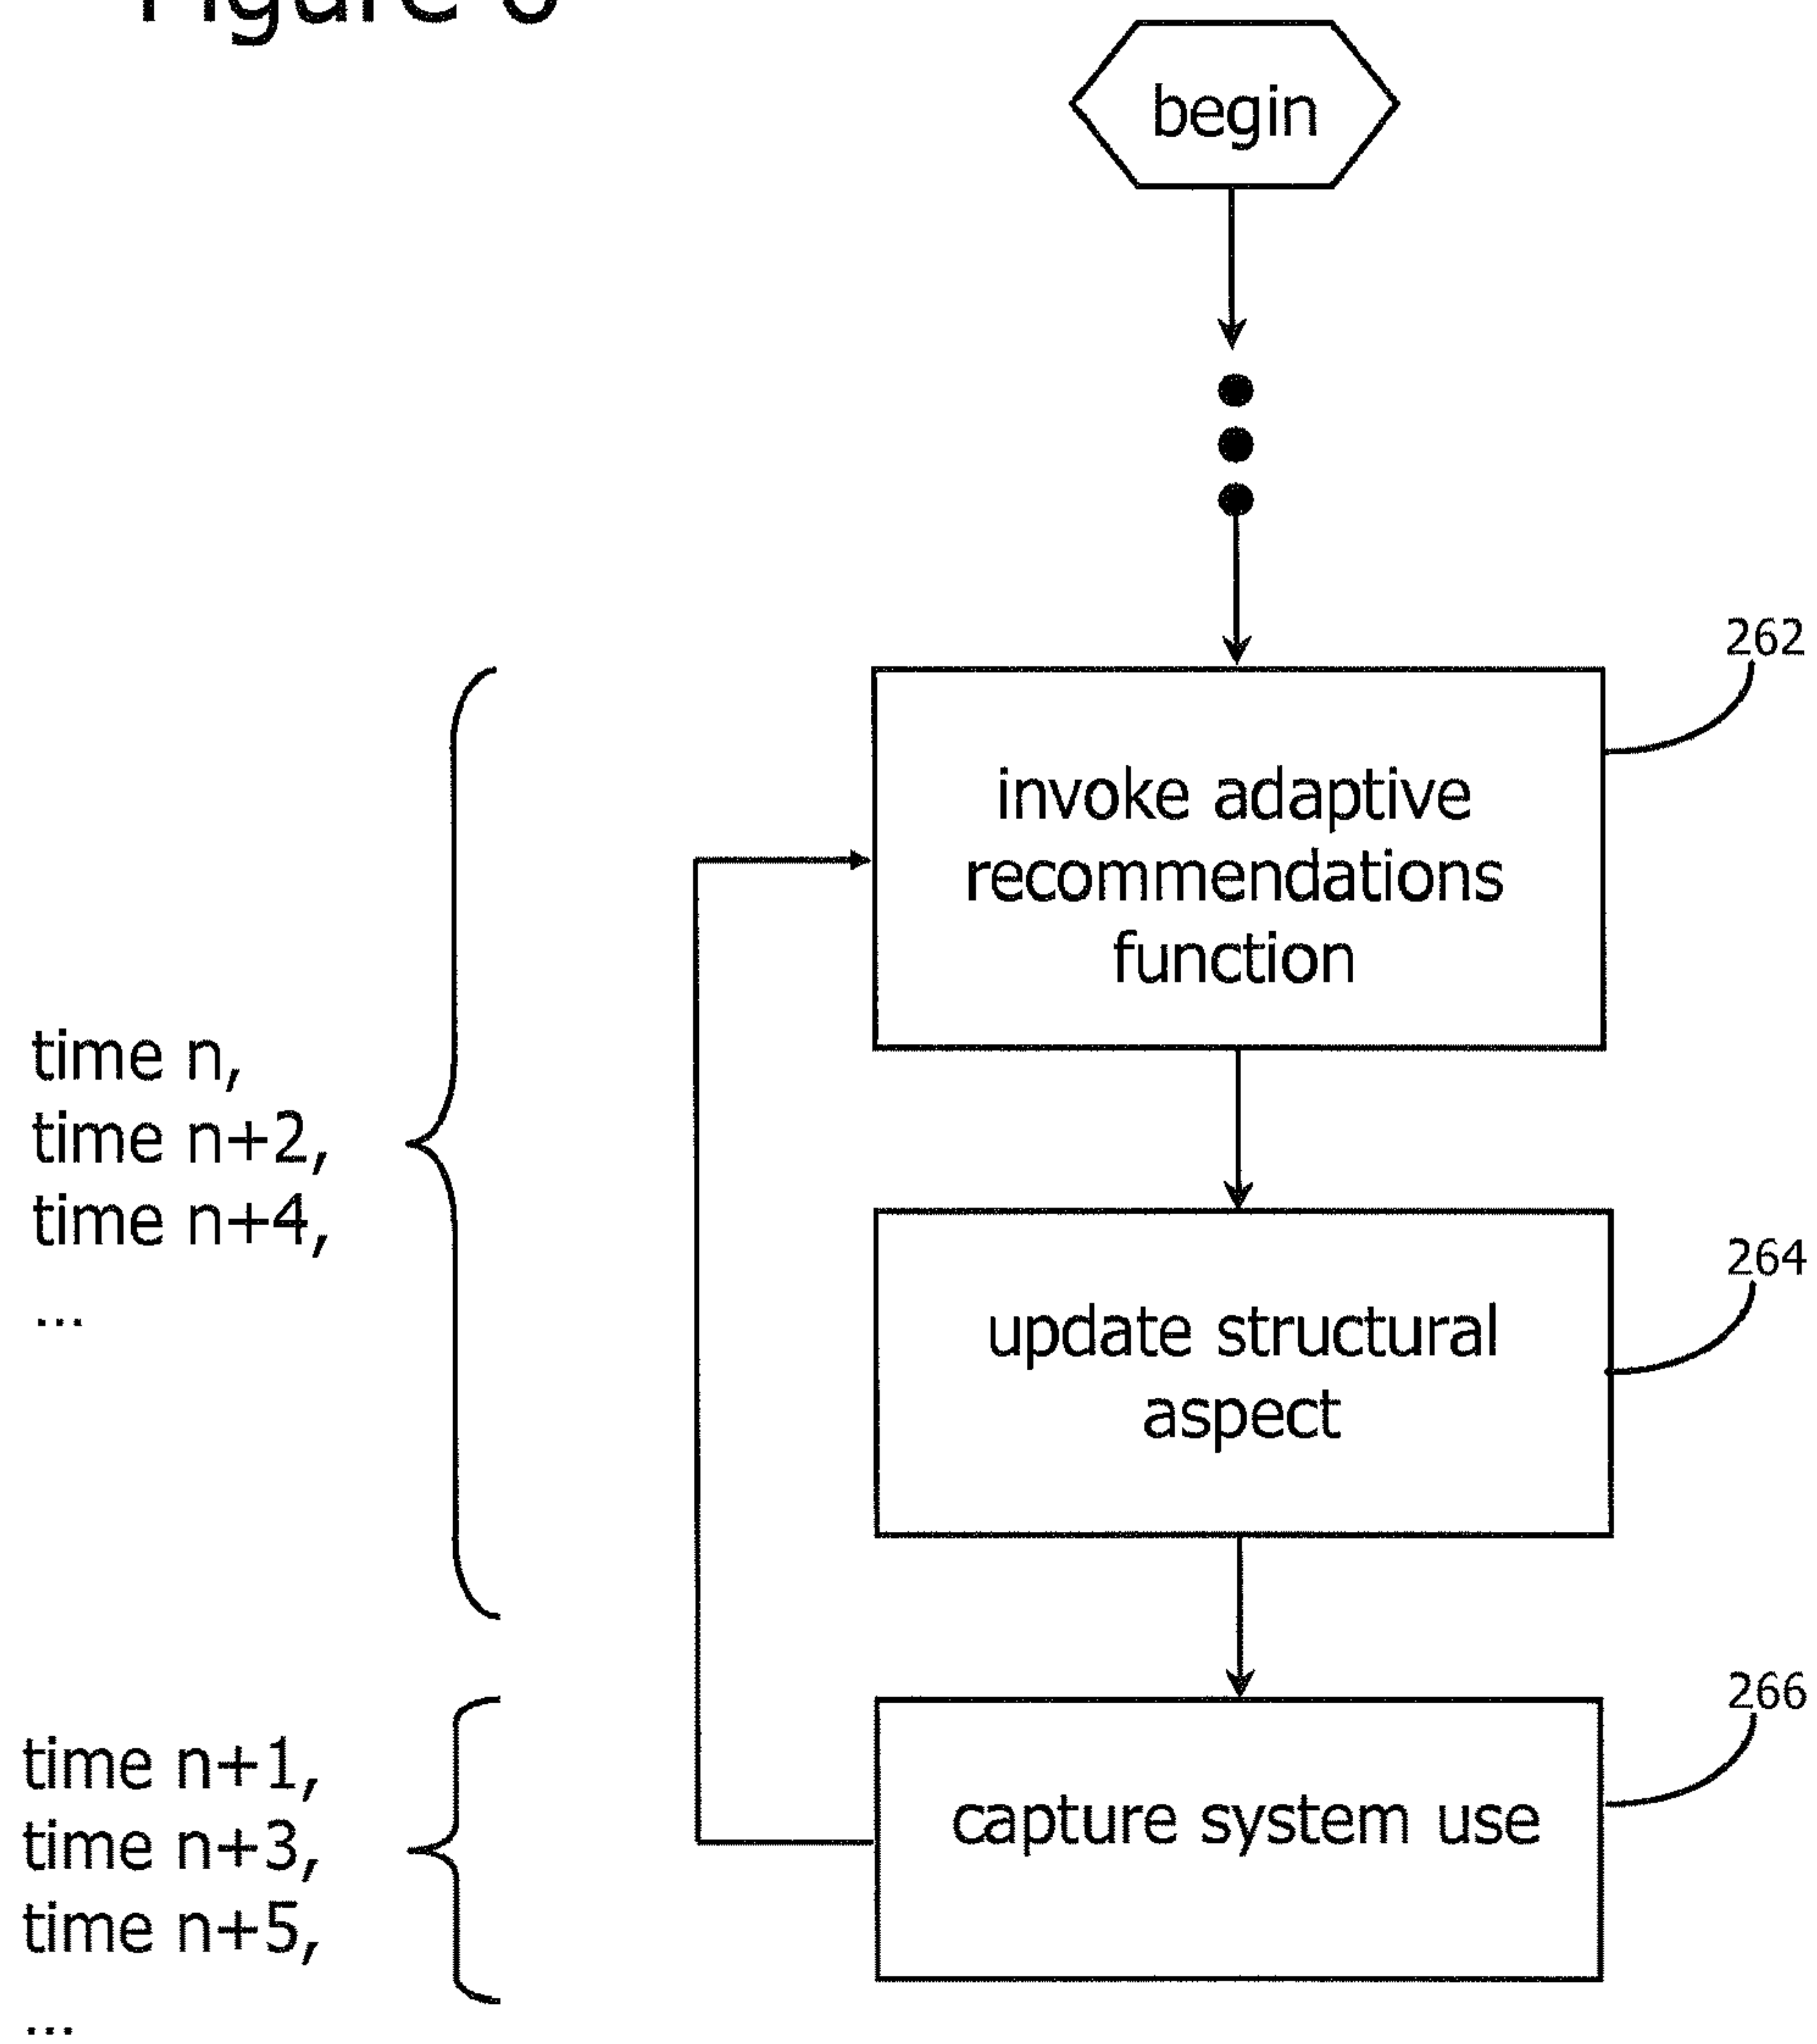 Figure 6
begin
262
invoke adaptive
recommendations
function
time n,
time n+2,
time n+4,
...
264
update structural
aspect
266
capture system use
time n+1,
time n+3,
time n+5,
...